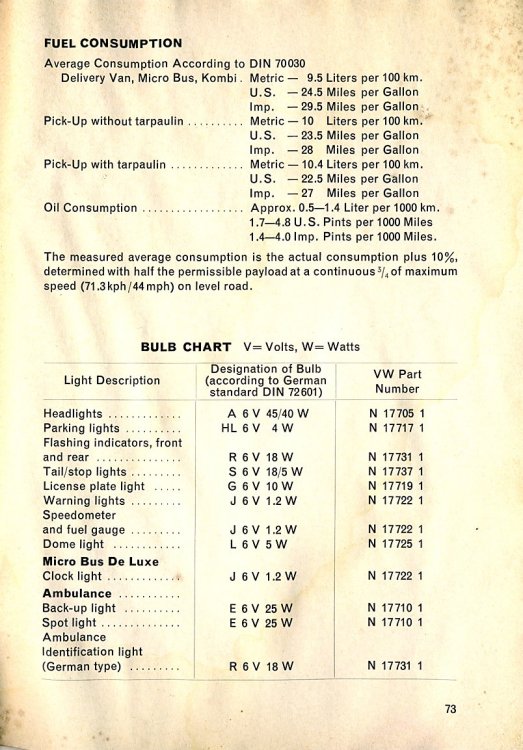 FUEL CONSUMPTION
Average Consumption According to DIN 70030
Delivery Van, Micro Bus, Kombi . Metric — 9.5 Liters per 100 km.
U.S. — 24.5 Miles per Gallon
Imp. — 29.5 Miles per Gallon
Pick-Up without tarpaulin .......... Metric — 10 Liters per 100 km.
U.S. — 23.5 Miles per Gallon
Imp. — 28 Miles per Gallon
Pick-Up with tarpaulin ............. Metric — 10.4 Liters per 100 km.
U.S. — 22.5 Miles per Gallon
Imp. — 27 Miles per Gallon
Oil Consumption .................. Approx. 0.5—1.4 Liter per 1000 km.
1.7—4.8 U.S. Pints per 1000 Miles
1.4—4.0 Imp. Pints per 1000 Miles.
The measured average consumption is the actual consumption plus 10%,
determined with half the permissible payload at a continuous 3/4 of maximum
speed (71.3 kph/44 mph) on level road.
BULB CHART V= Volts, W= Watts
Light Description
Designation of Bulb
(according to German
standard DIN 72601)
VW Part
Number
Headlights ............. A 6 V 45/40 W N 17705 1
Parking lights .......... HL 6 V 4 W N 17717 1
Flashing indicators, front
and rear ............... R 6 V 18 W N 17731 1
Tail/stop lights ......... S 6 V 18/5 W N 17737 1
License plate light ..... G 6 V 10 W N 17719 1
Warning lights ......... J 6 V 1.2 W N 17722 1
Speedometer
and fuel gauge ......... J 6 V 1.2 W N 17722 1
Dome light ............ L 6 V 5 W N 17725 1
Micro Bus De Luxe
Clock light ............. J 6 V 1.2 W N 17722 1
Ambulance ...........
Back-up light .......... E 6 V 25 W N 17710 1
Spot light .............. E 6 V 25 W N 17710 1
Ambulance
Identification light
(German type) ......... R 6 V 18 W N 17731 1
73